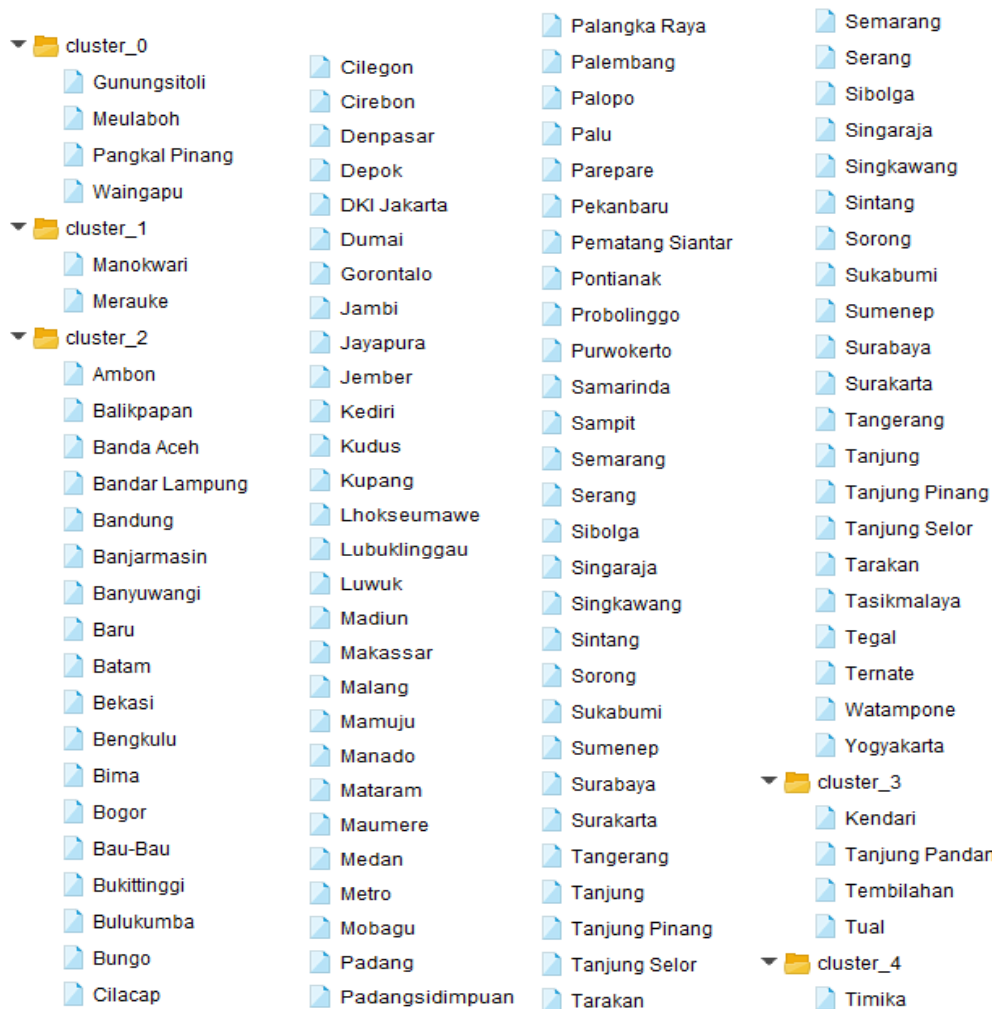 cluster_0
Gunungsitoli
Meulaboh
Pangkal Pinang
Waingapu
cluster_1
Manokwari
Merauke
cluster_2
Ambon
Balikpapan
Banda Aceh
Bandar Lampung
Bandung
Banjarmasin
Banyuwangi
Baru
Batam
Bekasi
Bengkulu
Bima
Bogor
Bau-Bau
Bukittinggi
Bulukumba
Bungo
Cilacap
Cilegon
Cirebon
Denpasar
Depok
DKI Jakarta
Dumai
Gorontalo
Jambi
Jayapura
Jember
Kediri
Kudus
Kupang
Lhokseumawe
Lubuklinggau
Luwuk
Madiun
Makassar
Malang
Mamuju
Manado
Mataram
Maumere
Medan
Metro
Mobagu
Padang
Padangsidimpuan
Palangka Raya
Palembang
Palopo
Palu
Parepare
Pekanbaru
Pematang Siantar
Pontianak
Probolinggo
Purwokerto
Samarinda
Sampit
Semarang
Serang
Sibolga
Singaraja
Singkawang
Sintang
Sorong
Sukabumi
Sumenep
Surabaya
Surakarta
Tangerang
Tanjung
Tanjung Pinang
Tanjung Selor
Tarakan
Semarang
Serang
Sibolga
Singaraja
Singkawang
Sintang
Sorong
Sukabumi
Sumenep
Surabaya
Surakarta
Tangerang
Tanjung
Tanjung Pinang
Tanjung Selor
Tarakan
Tasikmalaya
Tegal
Ternate
Watampone
Yogyakarta
cluster_3
Kendari
Tanjung Pandan
Tembilahan
Tual
cluster_4
Timika